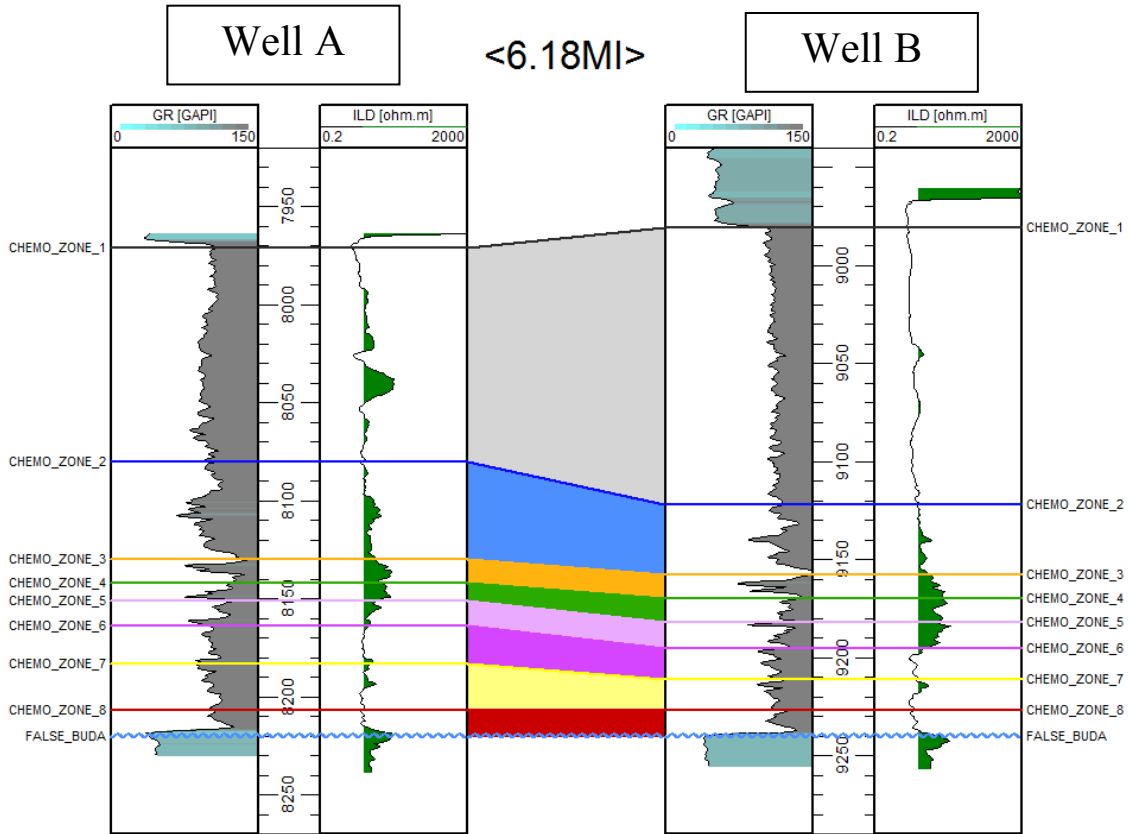 Well A
<6.18MI>
Well B
GR [GAPI]
0 150
ILD [ohm.m]
0.2 2000
GR [GAPI]
0 150
ILD [ohm.m]
0.2 2000
7950
8000
8050
8100
8150
8200
8250
9000
9050
9100
9150
9200
9250
CHEMO_ZONE_1
CHEMO_ZONE_2
CHEMO_ZONE_3
CHEMO_ZONE_4
CHEMO_ZONE_5
CHEMO_ZONE_6
CHEMO_ZONE_7
CHEMO_ZONE_8
FALSE_BUDA
CHEMO_ZONE_1
CHEMO_ZONE_2
CHEMO_ZONE_3
CHEMO_ZONE_4
CHEMO_ZONE_5
CHEMO_ZONE_6
CHEMO_ZONE_7
CHEMO_ZONE_8
FALSE_BUDA